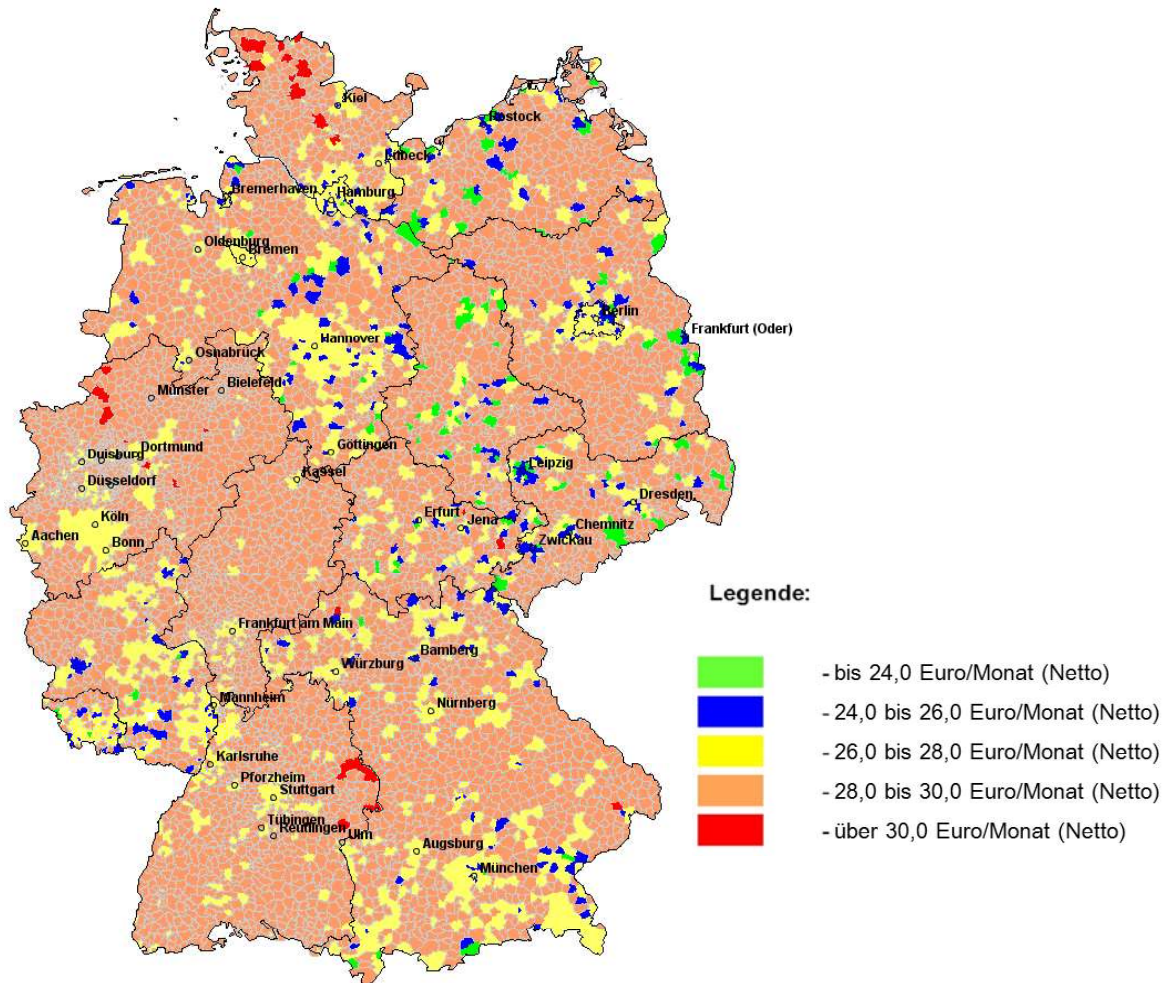 Kiel
Rostock
Lübeck
Bremerhaven
Hamburg
Oldenburg
Bremen
Berlin
Frankfurt (Oder)
Hannover
Osnabrück
Bielefeld
Münster
Göttingen
Dortmund
Duisburg
Kassel
Leipzig
Düsseldorf
Dresden
Köln
Erfurt
Jena
Chemnitz
Aachen
Zwickau
Bonn
Legende:
Frankfurt am Main
Bamberg
Würzburg
- bis 24,0 Euro/Monat (Netto)
Mannheim
Nürnberg
- 24,0 bis 26,0 Euro/Monat (Netto)
- 26,0 bis 28,0 Euro/Monat (Netto)
Karlsruhe
Pforzheim
Stuttgart
- 28,0 bis 30,0 Euro/Monat (Netto)
Tübingen
Reutlingen
Ulm
- über 30,0 Euro/Monat (Netto)
Augsburg
München